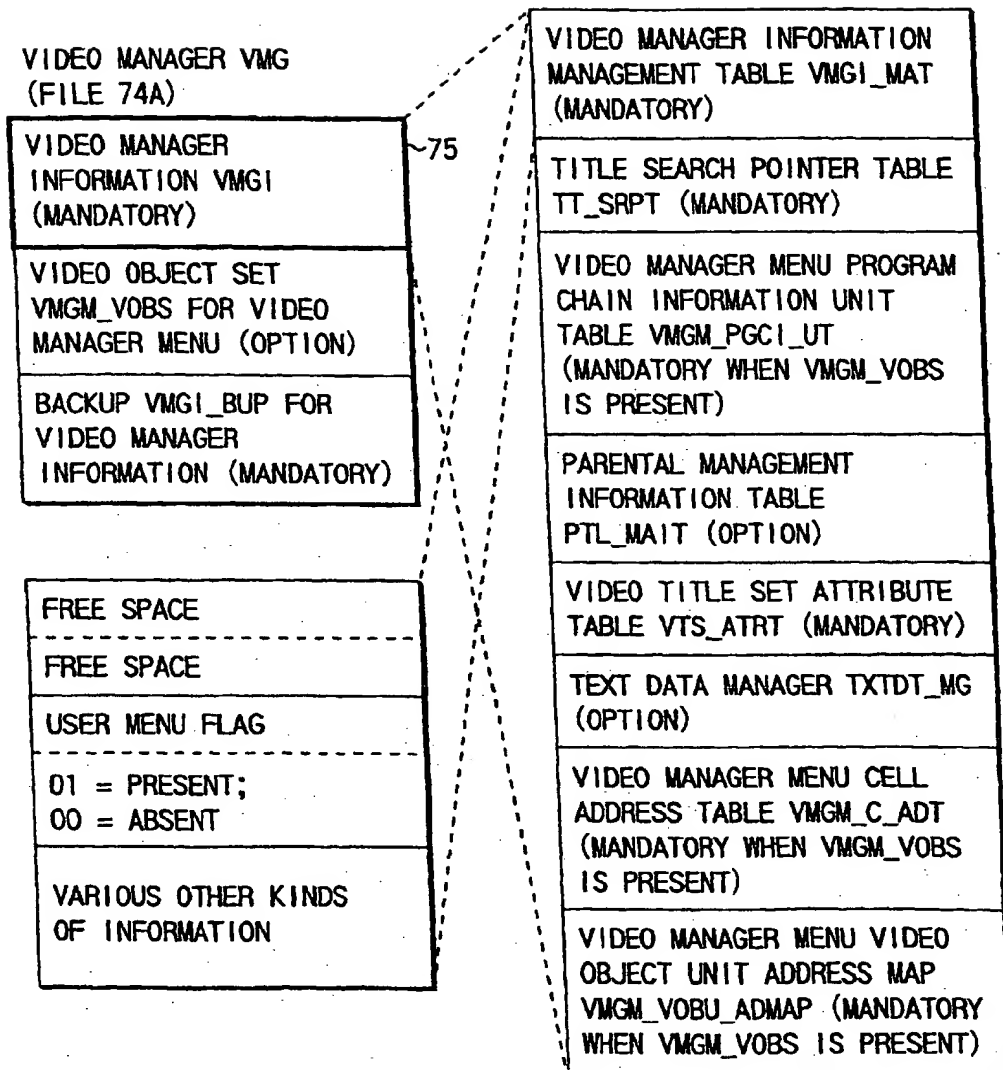 VIDEO MANAGER VMG
(FILE 74A)
VIDEO MANAGER
INFORMATION VMGI
(MANDATORY)
75
VIDEO OBJECT SET
VMGM_VOBS FOR VIDEO
MANAGER MENU (OPTION)
BACKUP VMGI_BUP FOR
VIDEO MANAGER
INFORMATION (MANDATORY)
FREE SPACE
FREE SPACE
USER MENU FLAG
01 = PRESENT;
00 = ABSENT
VARIOUS OTHER KINDS
OF INFORMATION
VIDEO MANAGER INFORMATION
MANAGEMENT TABLE VMGI_MAT
(MANDATORY)
TITLE SEARCH POINTER TABLE
TT_SRPT (MANDATORY)
VIDEO MANAGER MENU PROGRAM
CHAIN INFORMATION UNIT
TABLE VMGM_PGCI_UT
(MANDATORY WHEN VMGM_VOBS
IS PRESENT)
PARENTAL MANAGEMENT
INFORMATION TABLE
PTL_MAIT (OPTION)
VIDEO TITLE SET ATTRIBUTE
TABLE VTS_ATRT (MANDATORY)
TEXT DATA MANAGER TXTDT_MG
(OPTION)
VIDEO MANAGER MENU CELL
ADDRESS TABLE VMGM_C_ADT
(MANDATORY WHEN VMGM_VOBS
IS PRESENT)
VIDEO MANAGER MENU VIDEO
OBJECT UNIT ADDRESS MAP
VMGM_VOBU_ADMAP (MANDATORY
WHEN VMGM_VOBS IS PRESENT)